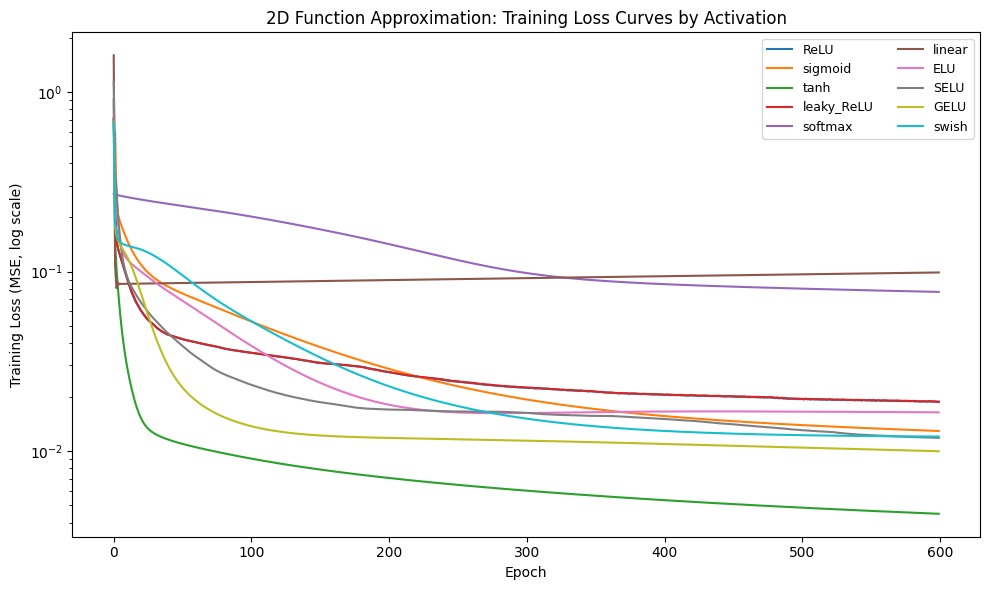 2D Function Approximation: Training Loss Curves by Activation
Training Loss (MSE, log scale)
10^0
10^-1
10^-2
ReLU
sigmoid
tanh
leaky_ReLU
softmax
linear
ELU
SELU
GELU
swish
0 100 200 300 400 500 600
Epoch